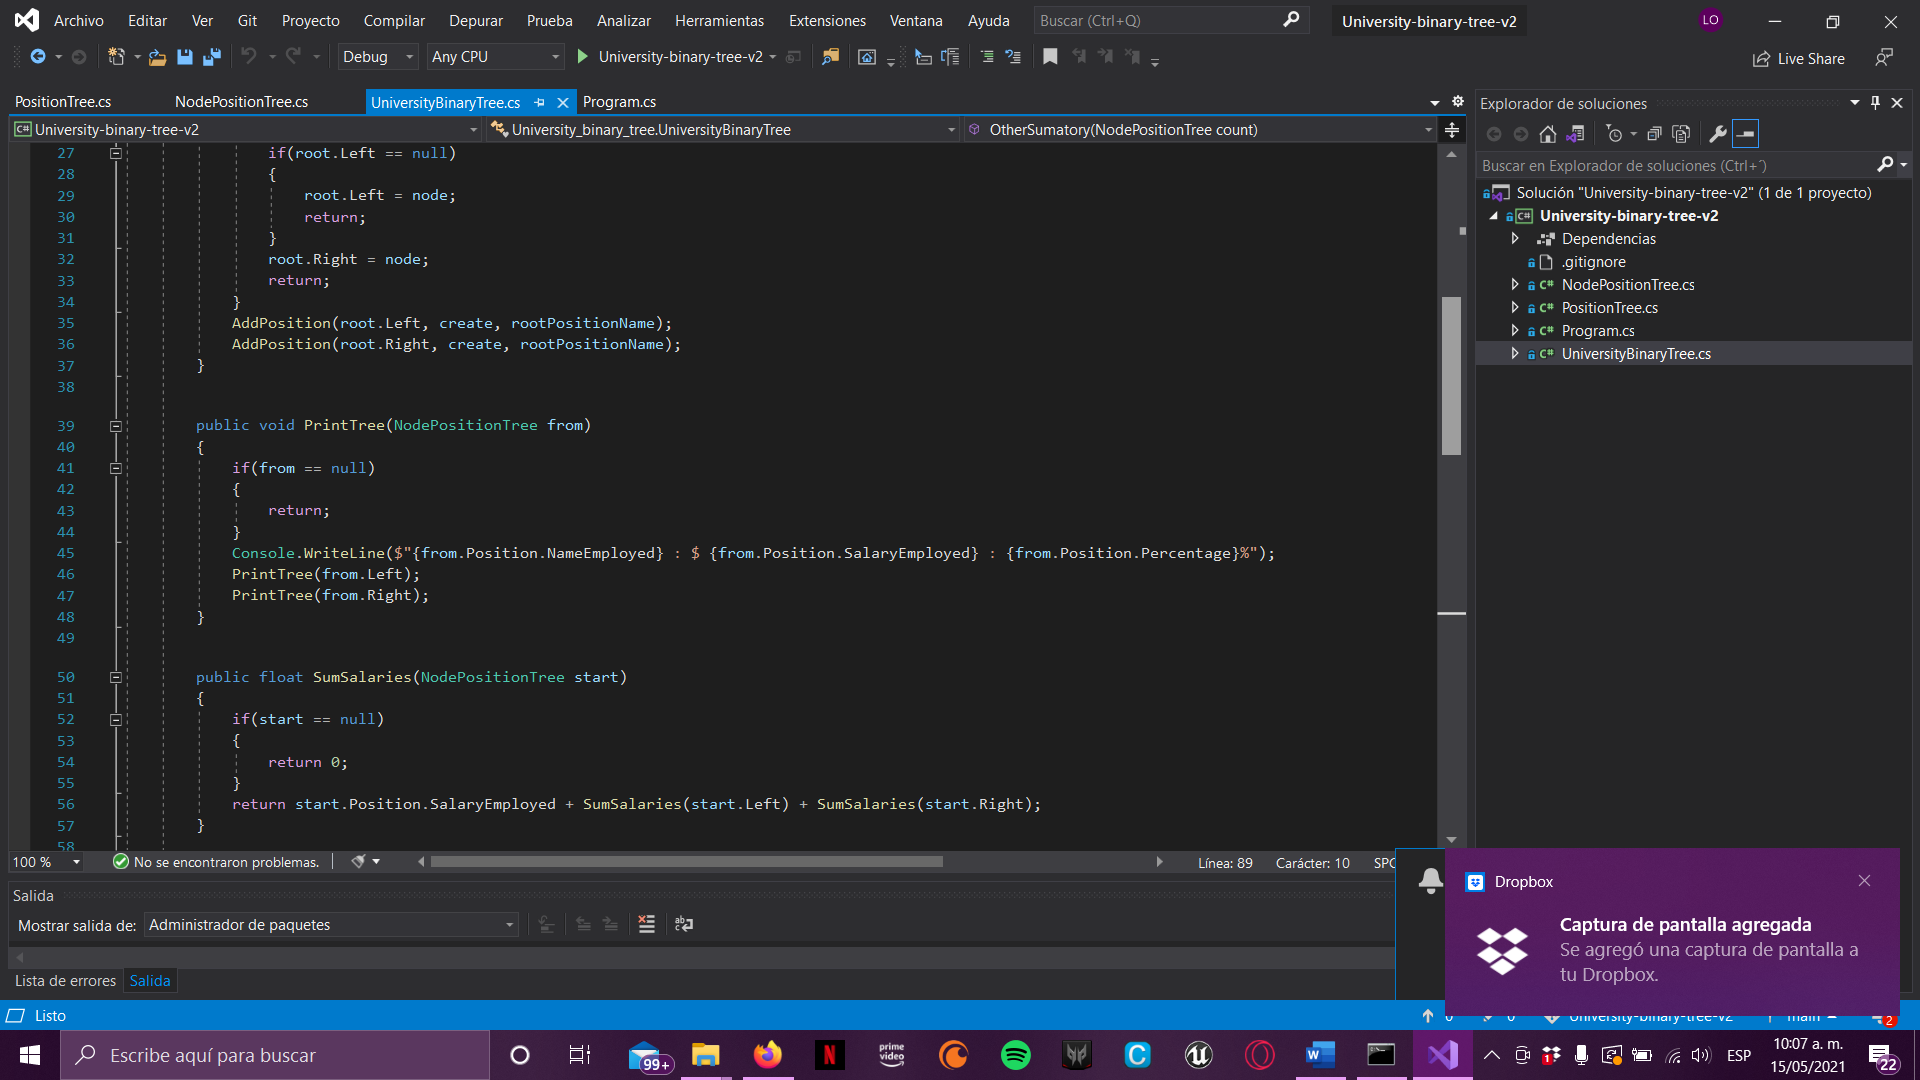 Archivo Editar Ver Git Proyecto Compilar Depurar Prueba Analizar Herramientas Extensiones Ventana Ayuda Buscar (Ctrl+Q) University-binary-tree-v2 LO
Debug Any CPU University-binary-tree-v2 Live Share
PositionTree.cs NodePositionTree.cs UniversityBinaryTree.cs Program.cs
University-binary-tree-v2 University_binary_tree.UniversityBinaryTree OtherSumatory(NodePositionTree count)
27 if(root.Left == null)
28 {
29 root.Left = node;
30 return;
31 }
32 root.Right = node;
33 return;
34 }
35 AddPosition(root.Left, create, rootPositionName);
36 AddPosition(root.Right, create, rootPositionName);
37 }
38
39 public void PrintTree(NodePositionTree from)
40 {
41 if(from == null)
42 {
43 return;
44 }
45 Console.WriteLine($"{from.Position.NameEmployed} : $ {from.Position.SalaryEmployed} : {from.Position.Percentage}%");
46 PrintTree(from.Left);
47 PrintTree(from.Right);
48 }
49
50 public float SumSalaries(NodePositionTree start)
51 {
52 if(start == null)
53 {
54 return 0;
55 }
56 return start.Position.SalaryEmployed + SumSalaries(start.Left) + SumSalaries(start.Right);
57 }
58
100 % No se encontraron problemas. Línea: 89 Carácter: 10 SPC
Explorador de soluciones
Buscar en Explorador de soluciones (Ctrl+´)
Solución "University-binary-tree-v2" (1 de 1 proyecto)
University-binary-tree-v2
Dependencias
.gitignore
NodePositionTree.cs
PositionTree.cs
Program.cs
UniversityBinaryTree.cs
Salida
Mostrar salida de: Administrador de paquetes
Lista de errores Salida
Dropbox
Captura de pantalla agregada
Se agregó una captura de pantalla a
tu Dropbox.
Listo 0 0 University-binary-tree-v2 main 2
Escribe aquí para buscar 99+ prime video ESP 10:07 a. m.
15/05/2021 22